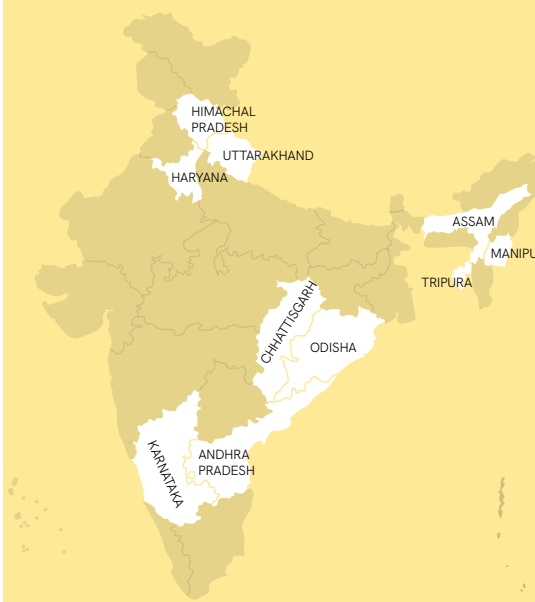 HIMACHAL
PRADESH
UTTARAKHAND
HARYANA
ASSAM
MANIPU
TRIPURA
CHHATTISGARH
ODISHA
ANDHRA
PRADESH
KARNATAKA